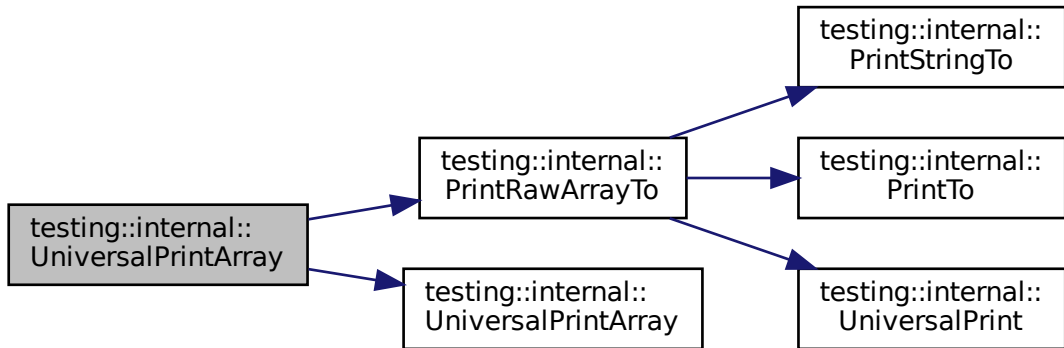 testing::internal::
UniversalPrintArray
testing::internal::
PrintRawArrayTo
testing::internal::
UniversalPrintArray
testing::internal::
PrintStringTo
testing::internal::
PrintTo
testing::internal::
UniversalPrint